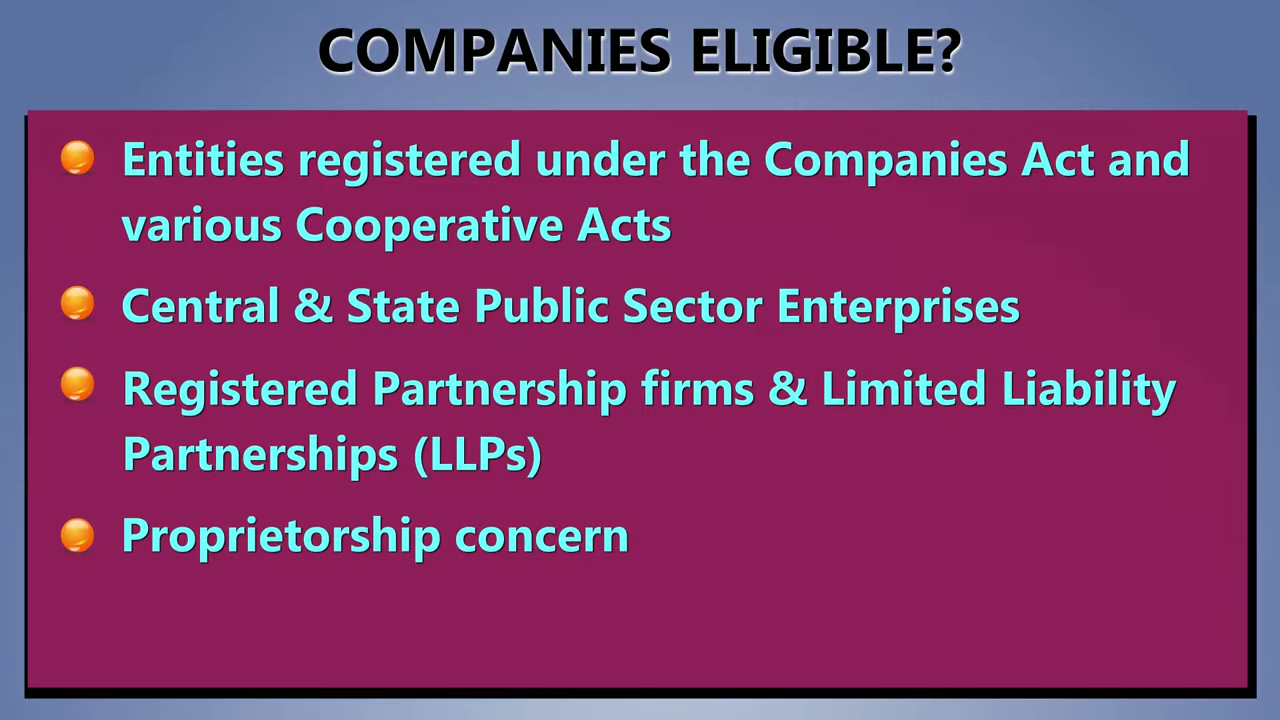 COMPANIES ELIGIBLE?
Entities registered under the Companies Act and
various Cooperative Acts
Central & State Public Sector Enterprises
Registered Partnership firms & Limited Liability
Partnerships (LLPs)
Proprietorship concern